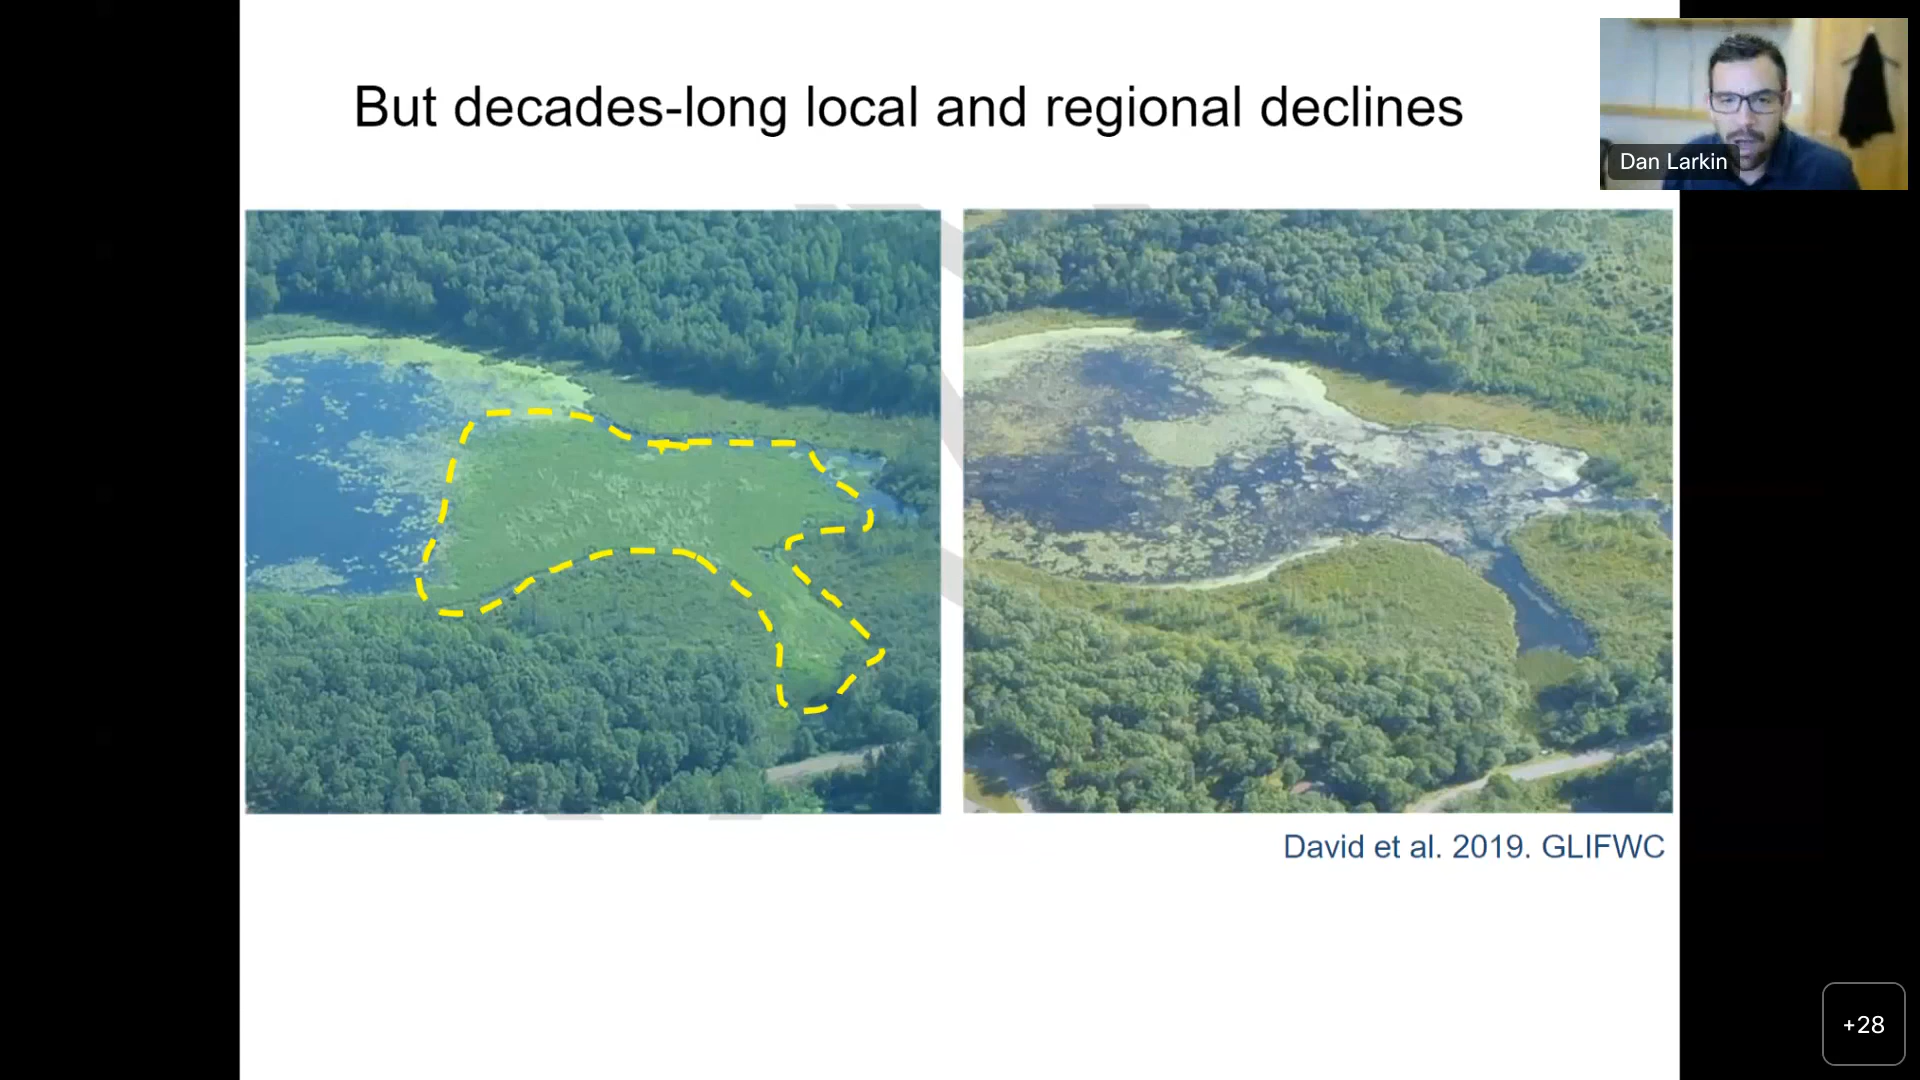 But decades-long local and regional declines
Dan Larkin
David et al. 2019. GLIFWC
+28